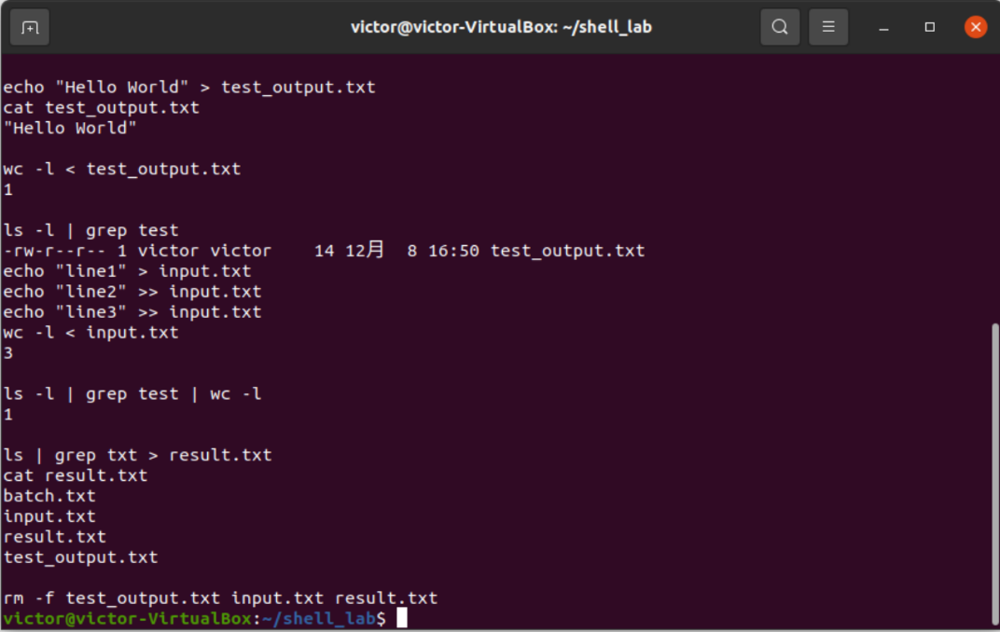 victor@victor-VirtualBox: ~/shell_lab
echo "Hello World" > test_output.txt
cat test_output.txt
"Hello World"
wc -l < test_output.txt
1
ls -l | grep test
-rw-r--r-- 1 victor victor    14 12月  8 16:50 test_output.txt
echo "line1" > input.txt
echo "line2" >> input.txt
echo "line3" >> input.txt
wc -l < input.txt
3
ls -l | grep test | wc -l
1
ls | grep txt > result.txt
cat result.txt
batch.txt
input.txt
result.txt
test_output.txt
rm -f test_output.txt input.txt result.txt
victor@victor-VirtualBox:~/shell_lab$